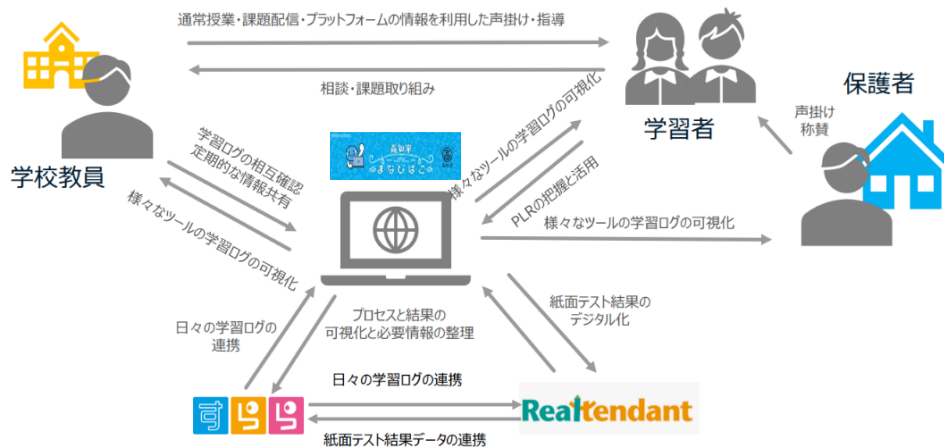 通常授業・課題配信・プラットフォームの情報を利用した声掛け・指導
相談・課題取り組み
保護者
声掛け
称賛
学習者
学校教員
学習ログの相互確認
定期的な情報共有
様々なツールの学習ログの可視化
高知家
まなびばこ
様々なツールの学習ログの可視化
PLRの把握と活用
様々なツールの学習ログの可視化
日々の学習ログの
連携
プロセスと結果の
可視化と必要情報の整理
紙面テスト結果の
デジタル化
すらら
日々の学習ログの連携
紙面テスト結果データの連携
Realtendant